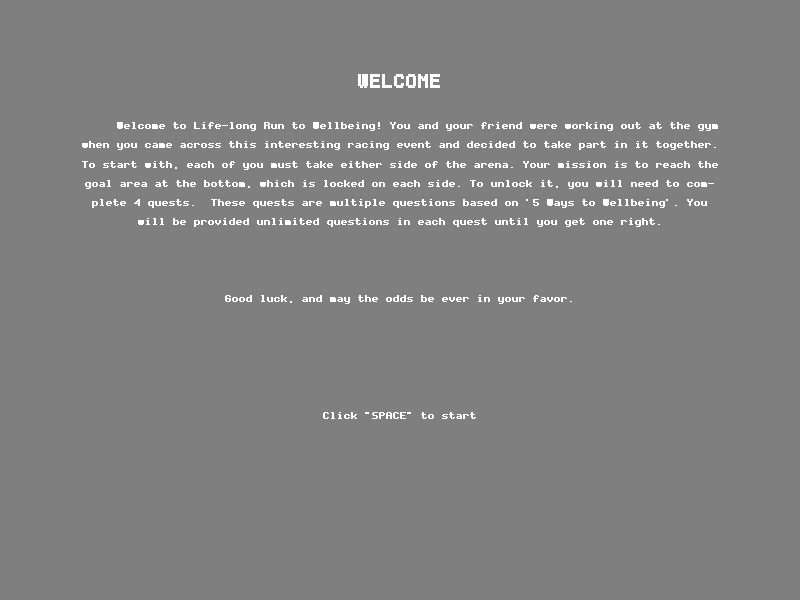 WELCOME
Welcome to Life-long Run to Wellbeing! You and your friend were working out at the gym
when you came across this interesting racing event and decided to take part in it together.
To start with, each of you must take either side of the arena. Your mission is to reach the
goal area at the bottom, which is locked on each side. To unlock it, you will need to com-
plete 4 quests.  These quests are multiple questions based on '5 Ways to Wellbeing'. You
will be provided unlimited questions in each quest until you get one right.
Good luck, and may the odds be ever in your favor.
Click "SPACE" to start